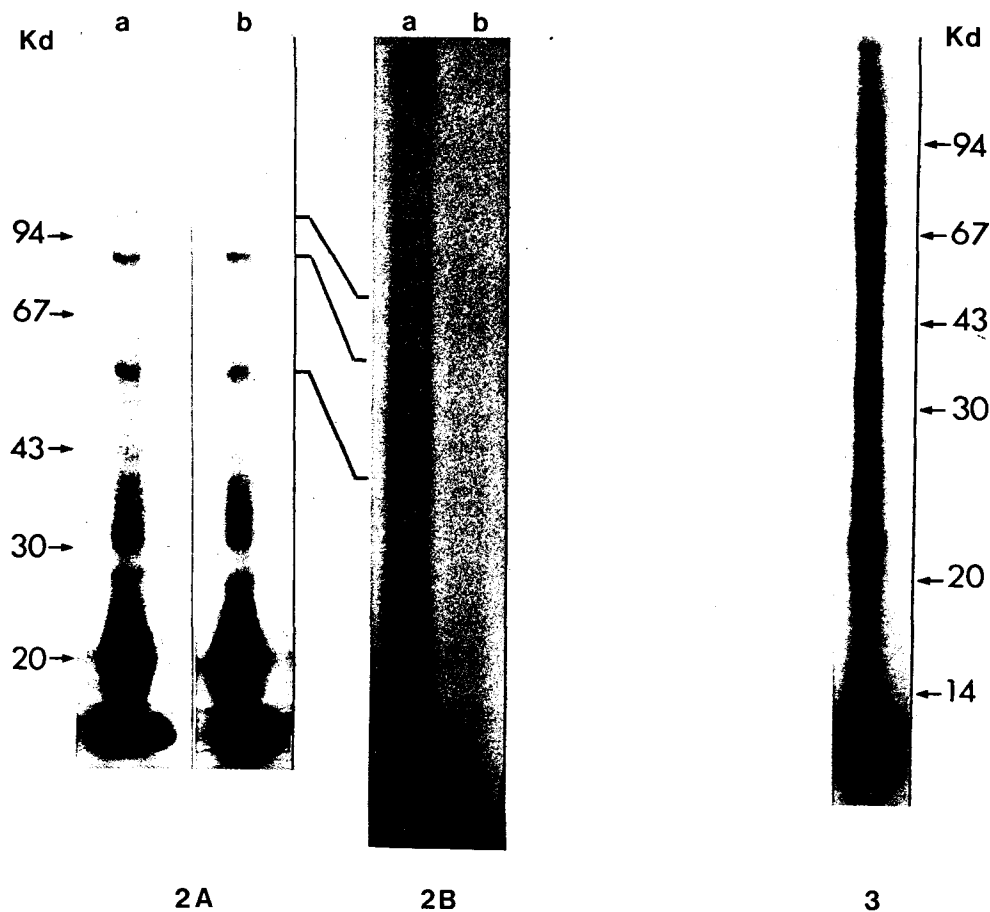 a b a b
Kd Kd
94→ ←94
67→ ←67
43→ ←43
30→ ←30
20→ ←20
←14
2A 2B 3